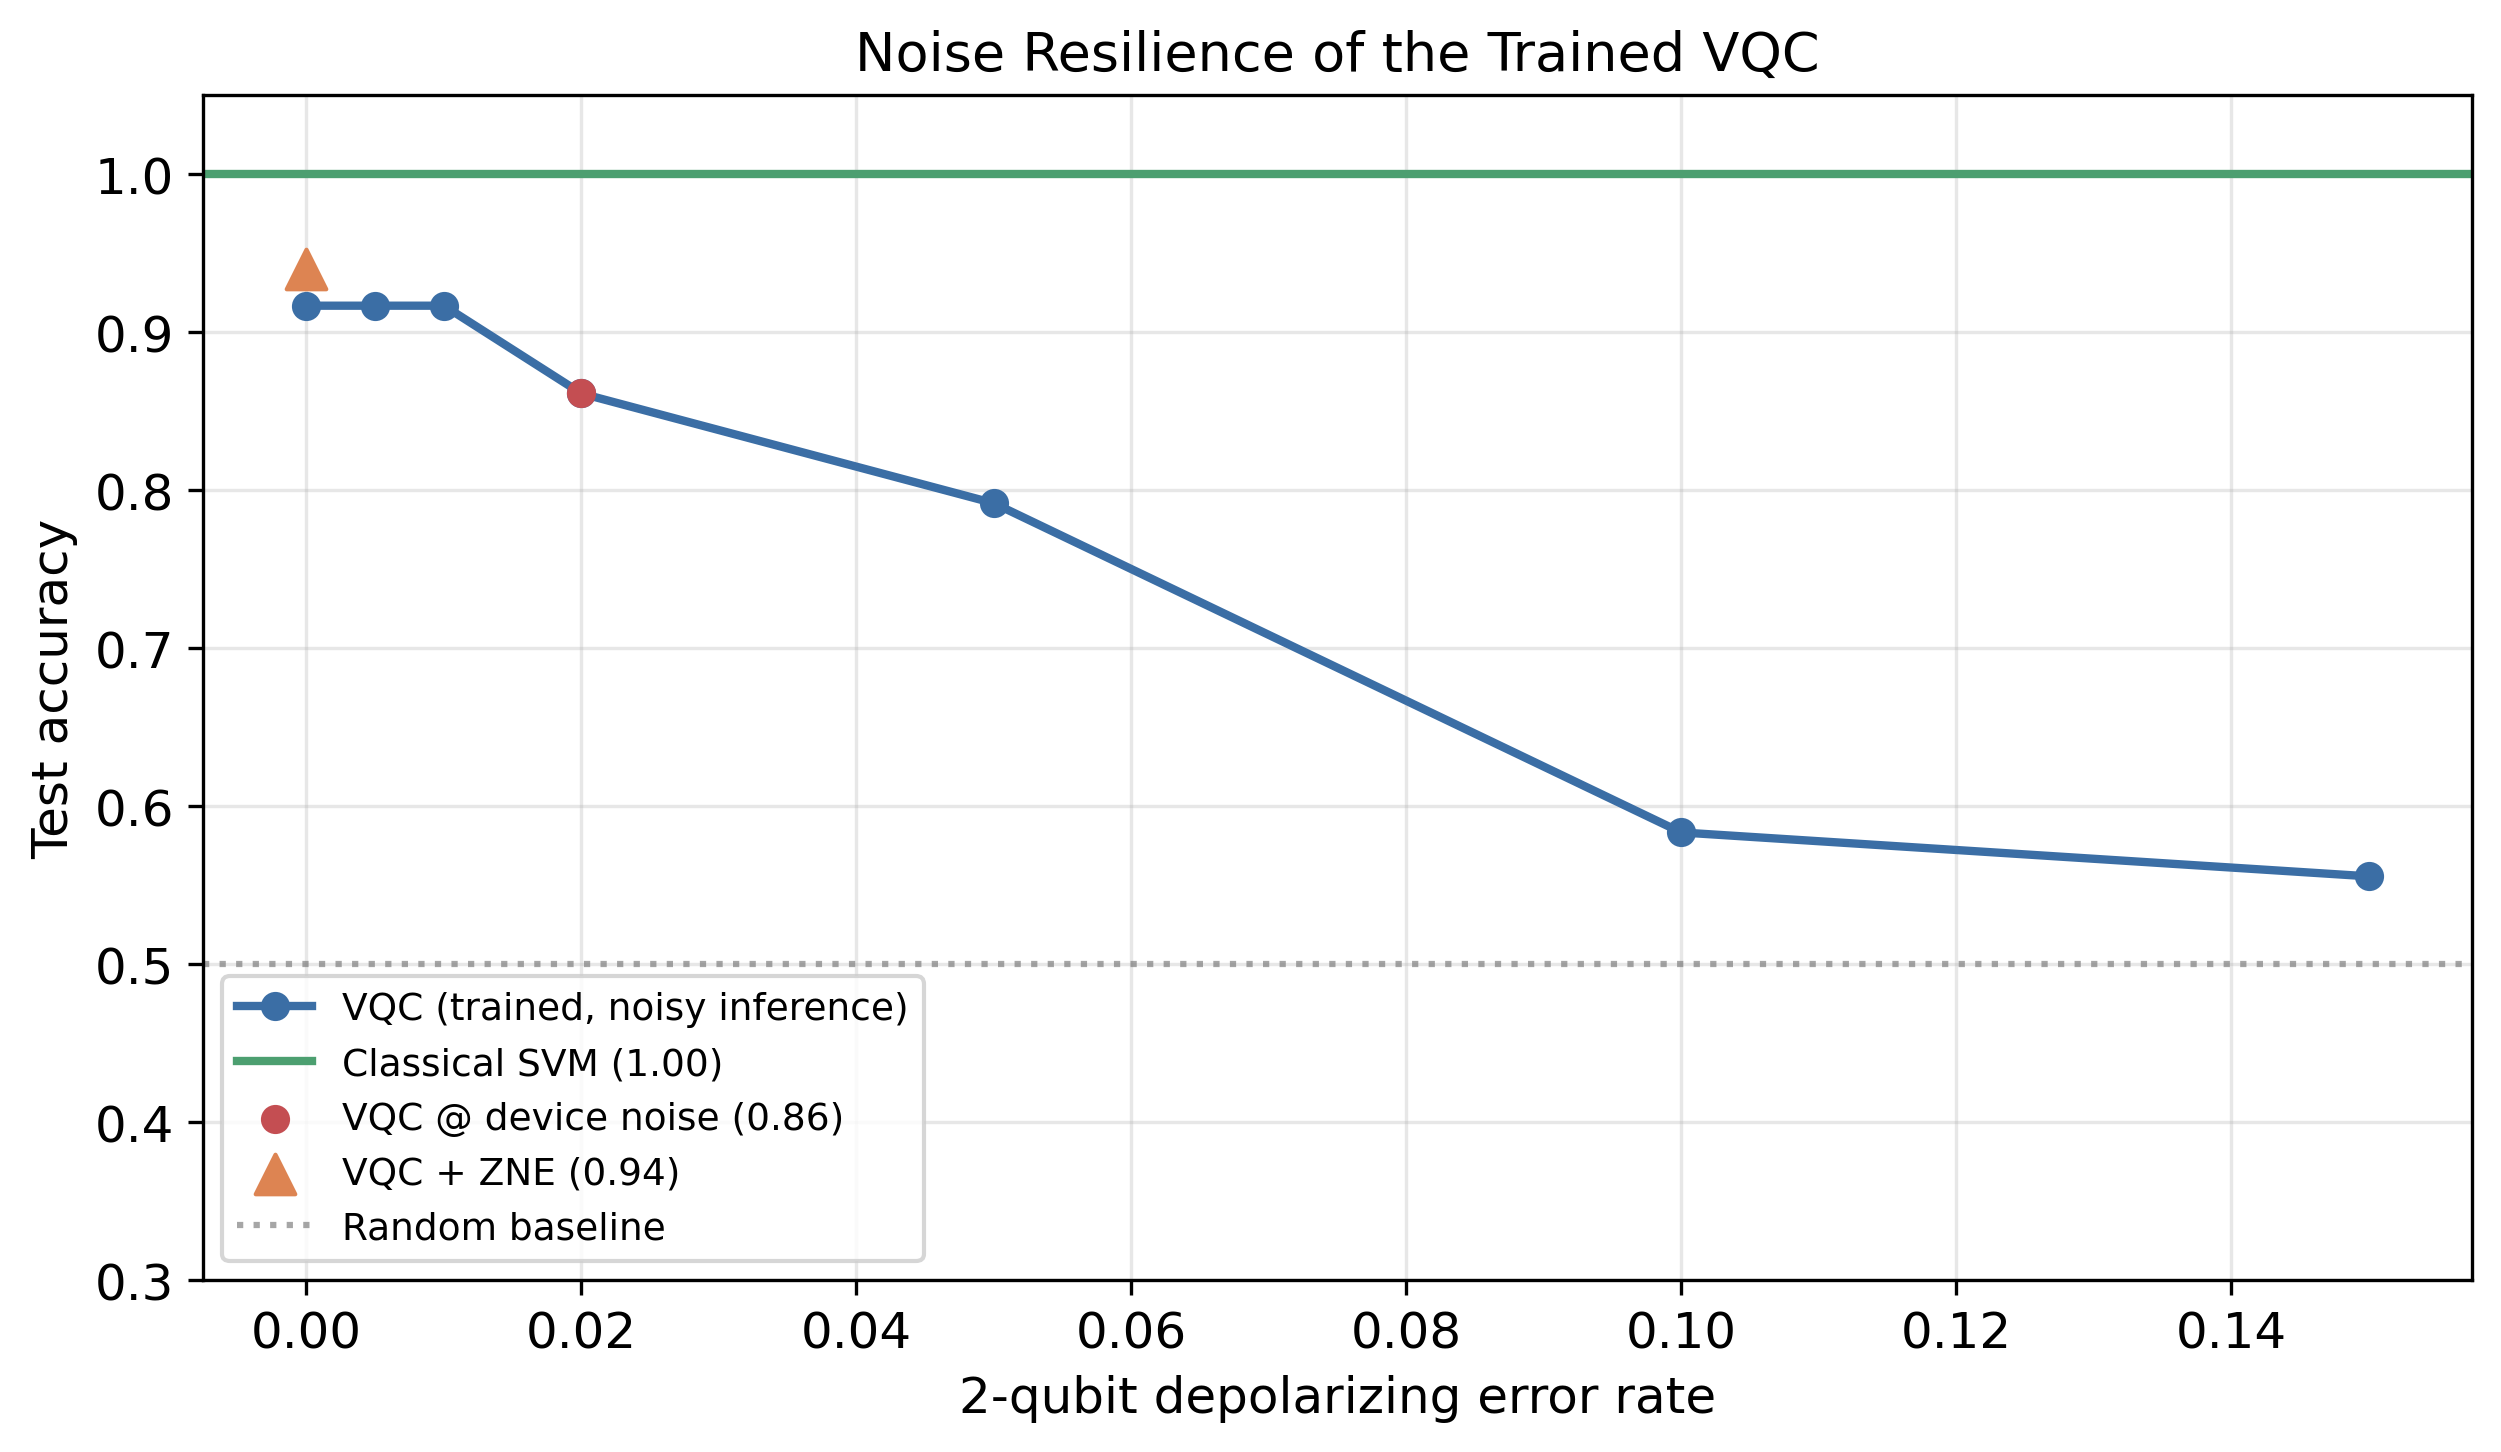 Noise Resilience of the Trained VQC
Test accuracy
1.0
0.9
0.8
0.7
0.6
0.5
0.4
0.3
VQC (trained, noisy inference)
Classical SVM (1.00)
VQC @ device noise (0.86)
VQC + ZNE (0.94)
Random baseline
0.00 0.02 0.04 0.06 0.08 0.10 0.12 0.14
2-qubit depolarizing error rate